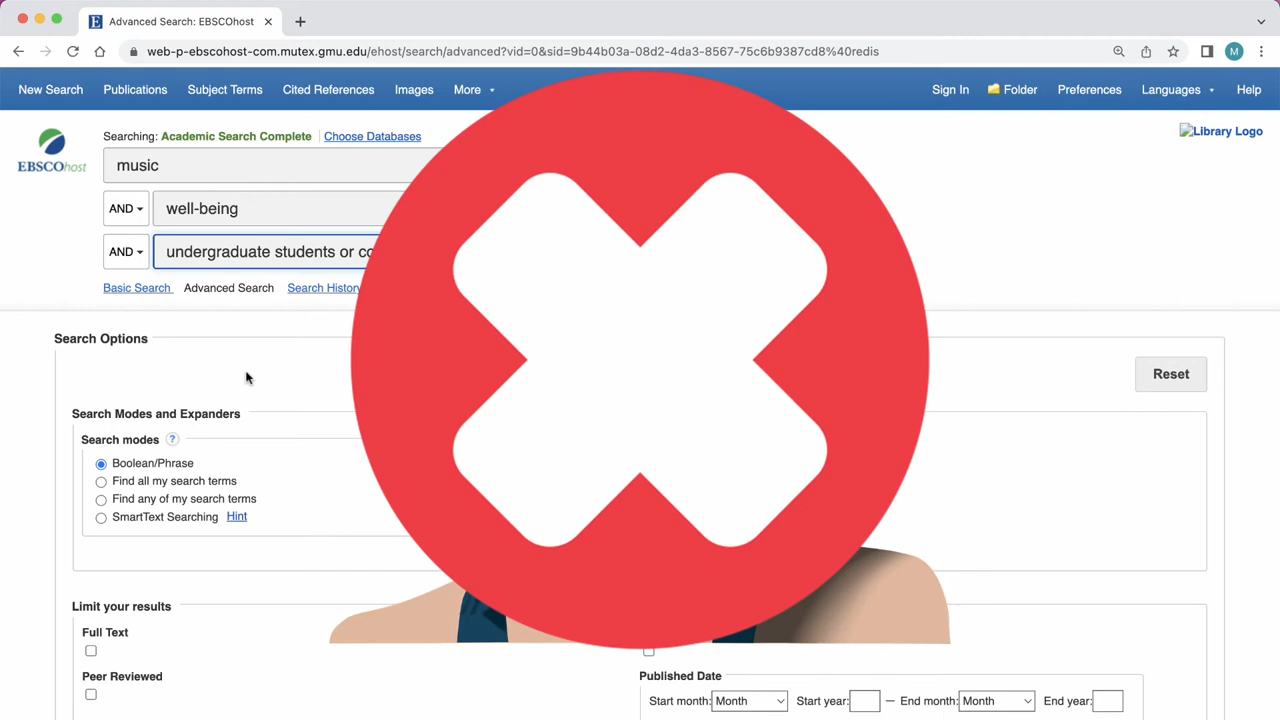 Advanced Search: EBSCOhost
web-p-ebscohost-com.mutex.gmu.edu/ehost/search/advanced?vid=0&sid=9b44b03a-08d2-4da3-8567-75c6b9387cd8%40redis
M
New Search Publications Subject Terms Cited References Images More Sign In Folder Preferences Languages Help
Searching: Academic Search Complete Choose Databases
Library Logo
EBSCOhost
music
AND well-being
AND undergraduate students or
Basic Search Advanced Search Search History
Search Options
Reset
Search Modes and Expanders
Search modes ?
Boolean/Phrase
Find all my search terms
Find any of my search terms
SmartText Searching Hint
Limit your results
Full Text
Peer Reviewed
Published Date
Start month: Month Start year: — End month: Month End year: